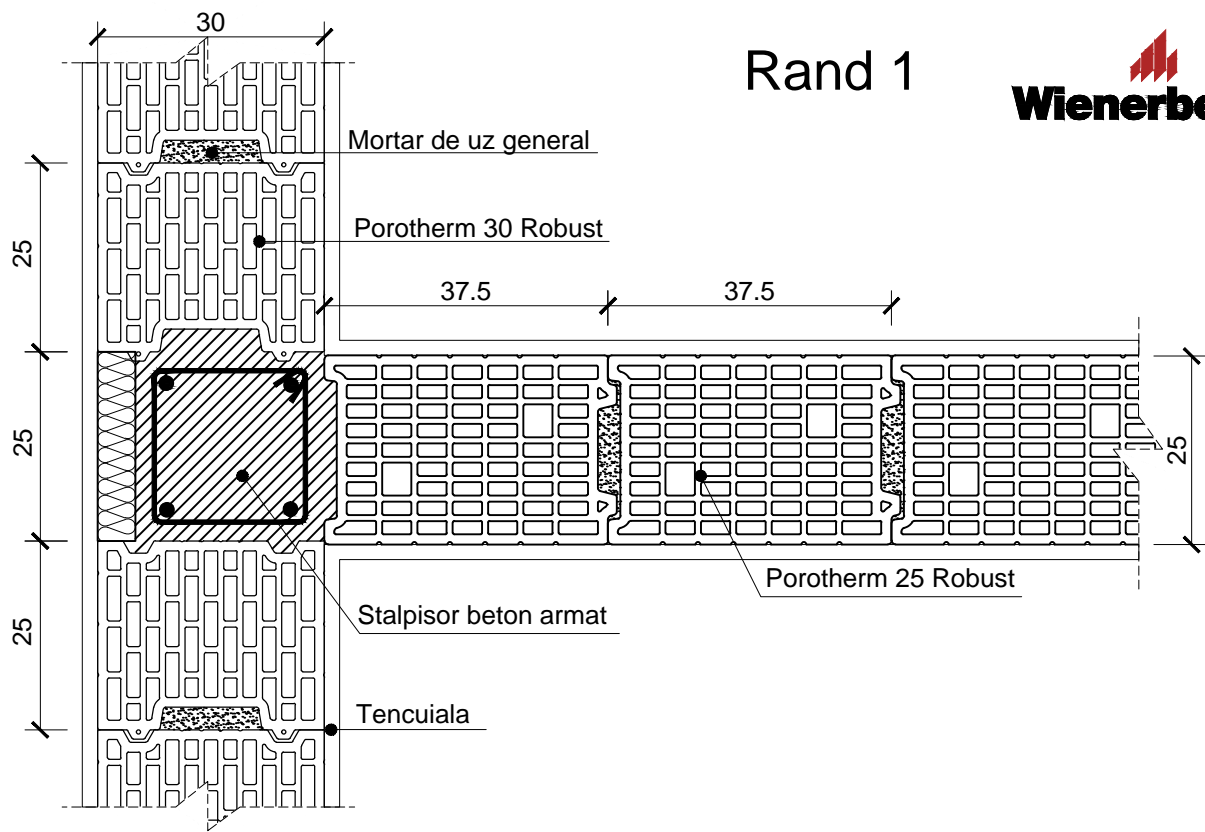 30
Rand 1
Wienerbe
Mortar de uz general
25
Porotherm 30 Robust
37.5
37.5
25
25
Porotherm 25 Robust
Stalpisor beton armat
25
Tencuiala